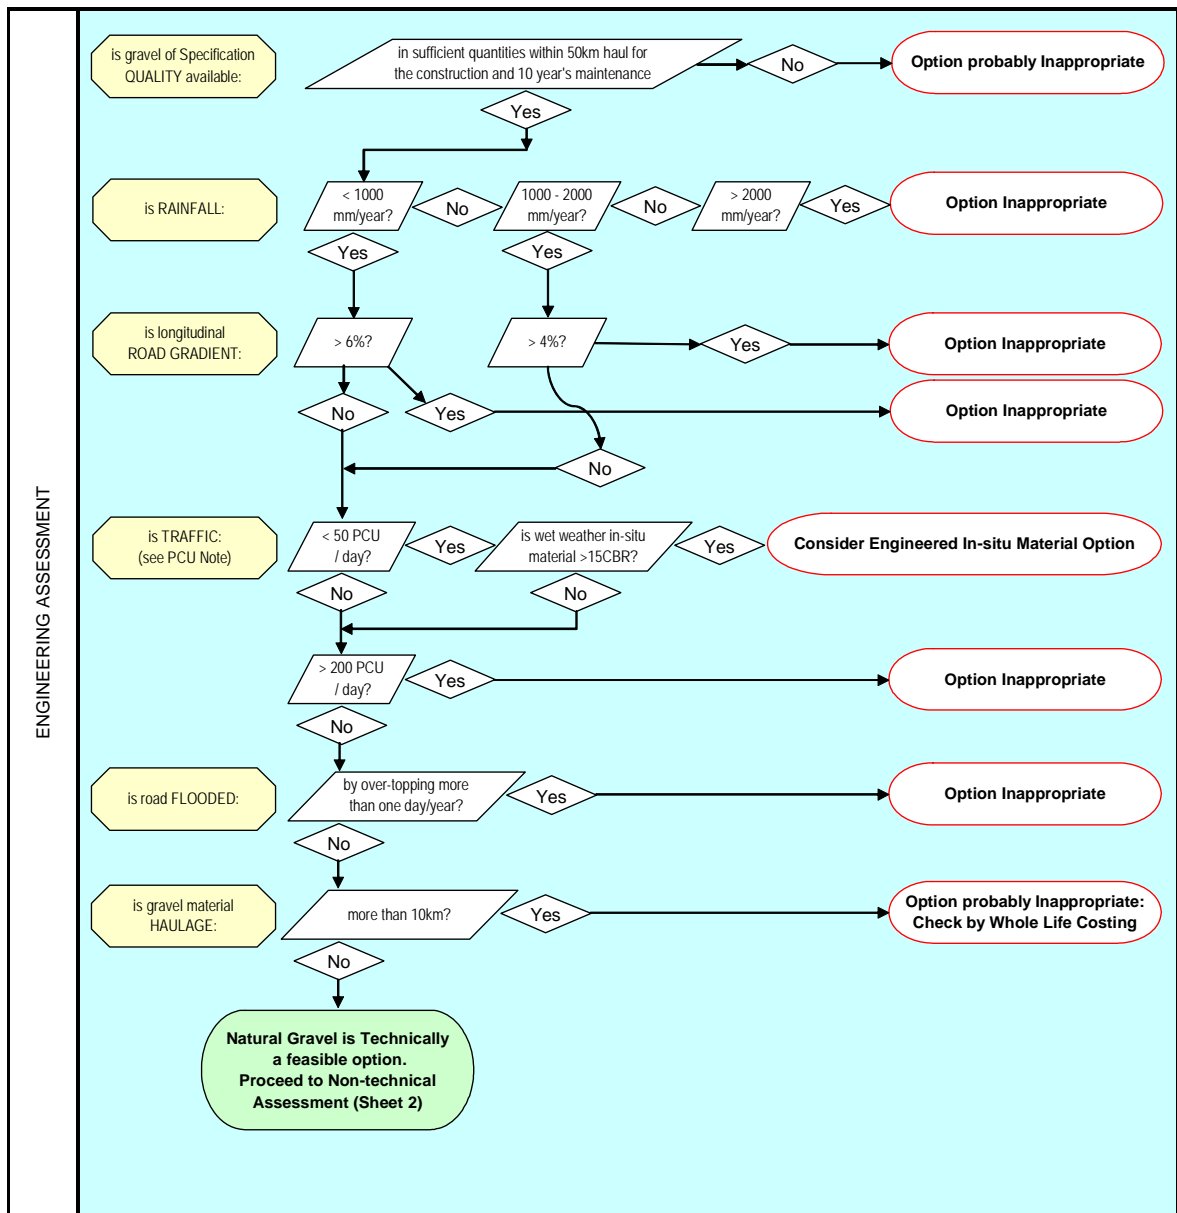 ENGINEERING ASSESSMENT
is gravel of Specification
QUALITY available:
in sufficient quantities within 50km haul for
the construction and 10 year's maintenance
No
Option probably Inappropriate
Yes
is RAINFALL:
< 1000
mm/year?
No
1000 - 2000
mm/year?
No
> 2000
mm/year?
Yes
Option Inappropriate
Yes
Yes
is longitudinal
ROAD GRADIENT:
> 6%?
> 4%?
Yes
Option Inappropriate
No
Yes
Option Inappropriate
No
is TRAFFIC:
(see PCU Note)
< 50 PCU
/ day?
Yes
is wet weather in-situ
material >15CBR?
Yes
Consider Engineered In-situ Material Option
No
No
> 200 PCU
/ day?
Yes
Option Inappropriate
No
is road FLOODED:
by over-topping more
than one day/year?
Yes
Option Inappropriate
No
is gravel material
HAULAGE:
more than 10km?
Yes
Option probably Inappropriate:
Check by Whole Life Costing
No
Natural Gravel is Technically
a feasible option.
Proceed to Non-technical
Assessment (Sheet 2)